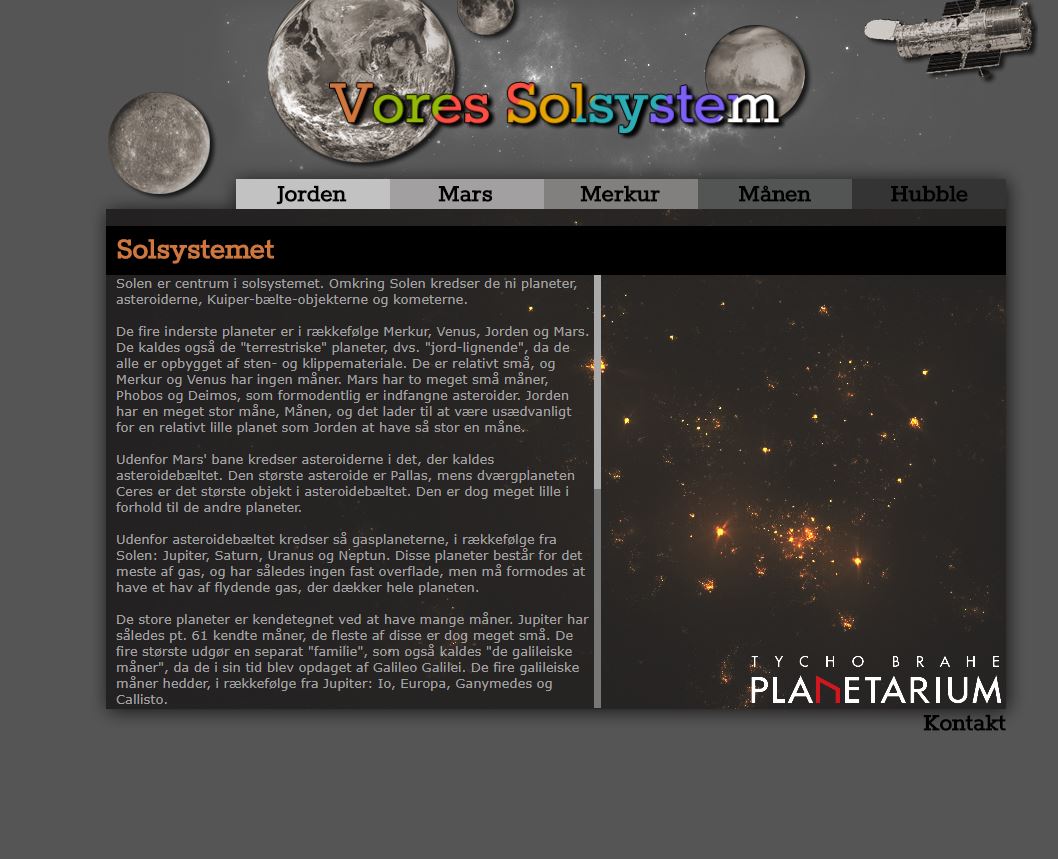 Vores Solsystem
Jorden Mars Merkur Månen Hubble
Solsystemet
Solen er centrum i solsystemet. Omkring Solen kredser de ni planeter,
asteroiderne, Kuiper-bælte-objekterne og kometerne.
De fire inderste planeter er i rækkefølge Merkur, Venus, Jorden og Mars.
De kaldes også de "terrestriske" planeter, dvs. "jord-lignende", da de
alle er opbygget af sten- og klippemateriale. De er relativt små, og
Merkur og Venus har ingen måner. Mars har to meget små måner,
Phobos og Deimos, som formodentlig er indfangne asteroider. Jorden
har en meget stor måne, Månen, og det lader til at være usædvanligt
for en relativt lille planet som Jorden at have så stor en måne.
Udenfor Mars' bane kredser asteroiderne i det, der kaldes
asteroidebæltet. Den største asteroide er Pallas, mens dværgplaneten
Ceres er det største objekt i asteroidebæltet. Den er dog meget lille i
forhold til de andre planeter.
Udenfor asteroidebæltet kredser så gasplaneterne, i rækkefølge fra
Solen: Jupiter, Saturn, Uranus og Neptun. Disse planeter består for det
meste af gas, og har således ingen fast overflade, men må formodes at
have et hav af flydende gas, der dækker hele planeten.
De store planeter er kendetegnet ved at have mange måner. Jupiter har
således pt. 61 kendte måner, de fleste af disse er dog meget små. De
fire største udgør en separat "familie", som også kaldes "de galileiske
måner", da de i sin tid blev opdaget af Galileo Galilei. De fire galileiske
måner hedder, i rækkefølge fra Jupiter: Io, Europa, Ganymedes og
Callisto.
TYCHO BRAHE
PLANETARIUM
Kontakt